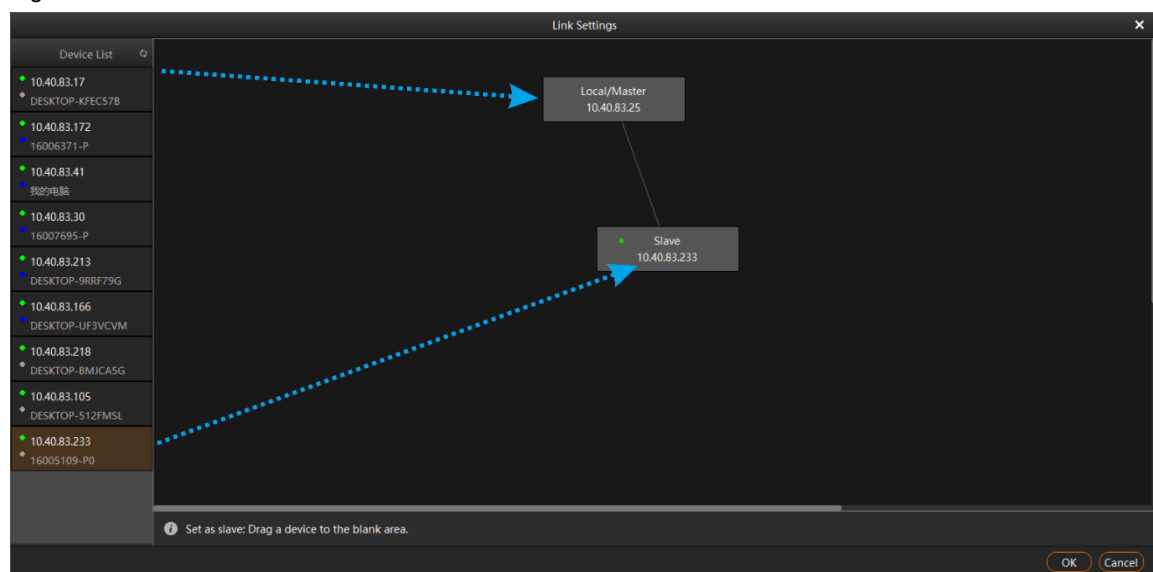 Link Settings
Device List
10.40.83.17
DESKTOP-KFEC57B
10.40.83.172
16006371-P
10.40.83.41
我的电脑
10.40.83.30
16007695-P
10.40.83.213
DESKTOP-9RRF79G
10.40.83.166
DESKTOP-UF3VCVM
10.40.83.218
DESKTOP-BMJCA5G
10.40.83.105
DESKTOP-512FMSL
10.40.83.233
16005109-P0
Local/Master
10.40.83.25
Slave
10.40.83.233
Set as slave: Drag a device to the blank area.
OK
Cancel